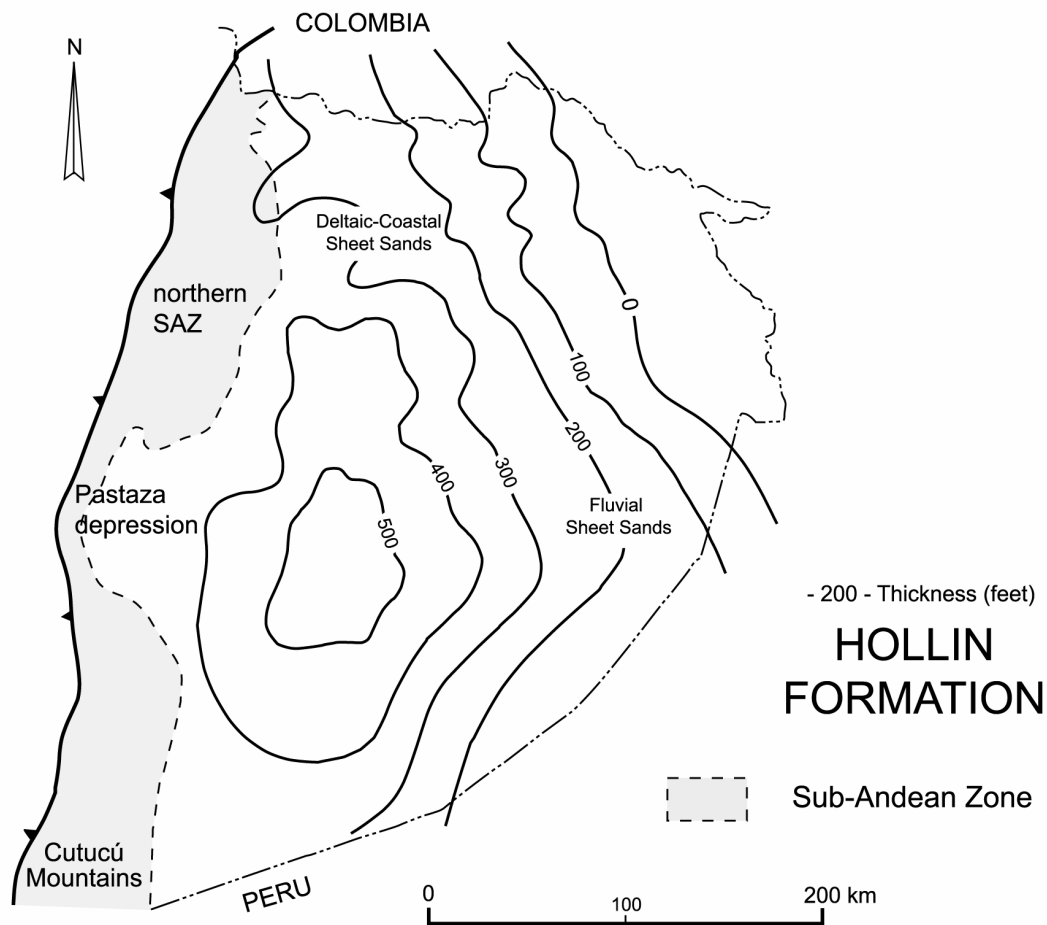 COLOMBIA
N
Deltaic-Coastal
Sheet Sands
northern
SAZ
0
100
200
300
400
500
Pastaza
depression
Fluvial
Sheet Sands
- 200 - Thickness (feet)
HOLLIN
FORMATION
Sub-Andean Zone
Cutucú
Mountains
PERU
0
100
200 km